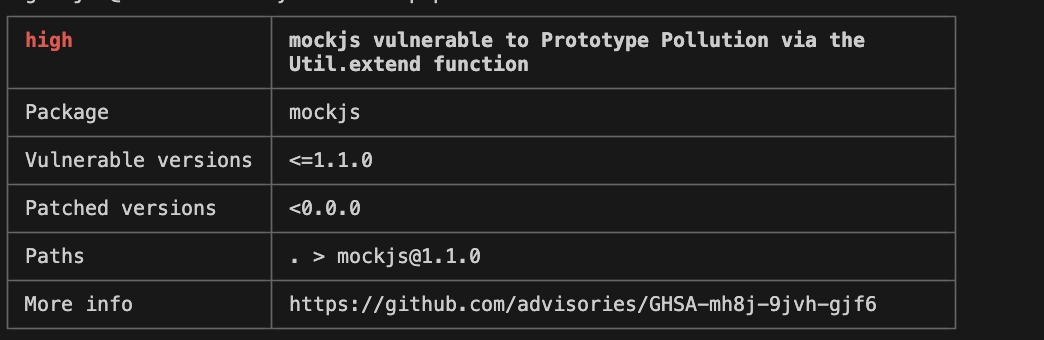 high mockjs vulnerable to Prototype Pollution via the
Util.extend function
Package mockjs
Vulnerable versions <=1.1.0
Patched versions <0.0.0
Paths . > mockjs@1.1.0
More info https://github.com/advisories/GHSA-mh8j-9jvh-gjf6